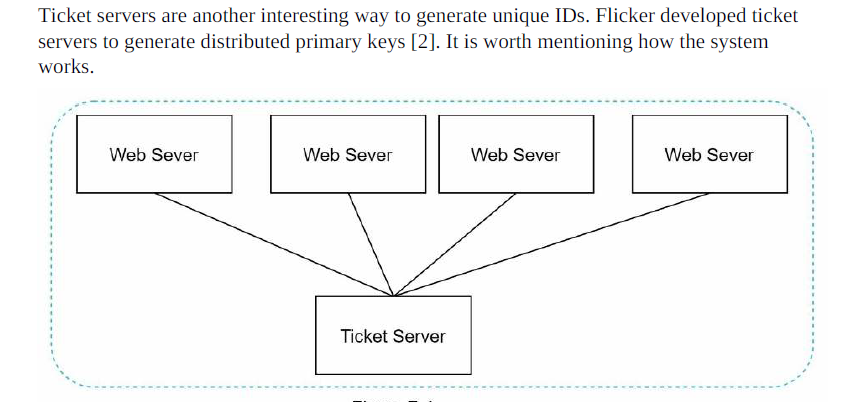 Ticket servers are another interesting way to generate unique IDs. Flicker developed ticket
servers to generate distributed primary keys [2]. It is worth mentioning how the system
works.
Web Sever
Web Sever
Web Sever
Web Sever
Ticket Server